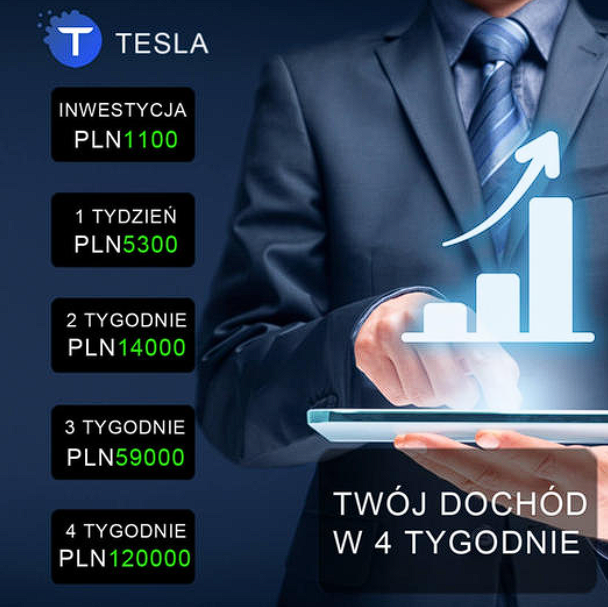 TESLA
INWESTYCJA
PLN1100
1 TYDZIEŃ
PLN5300
2 TYGODNIE
PLN14000
3 TYGODNIE
PLN59000
4 TYGODNIE
PLN120000
TWÓJ DOCHÓD
W 4 TYGODNIE